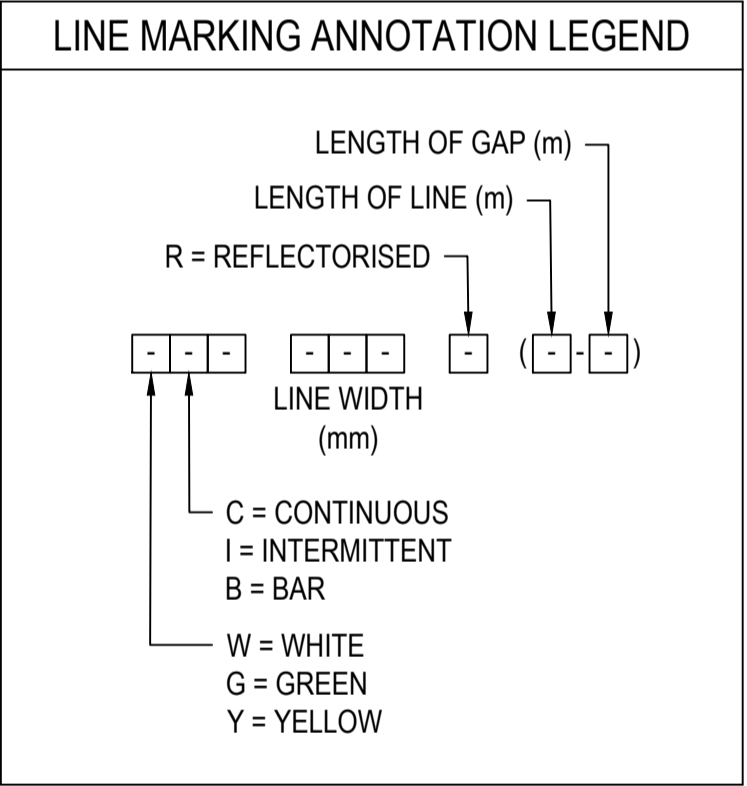 LINE MARKING ANNOTATION LEGEND
LENGTH OF GAP (m)
LENGTH OF LINE (m)
R = REFLECTORISED
- - - - - - - (- - -)
LINE WIDTH
(mm)
C = CONTINUOUS
I = INTERMITTENT
B = BAR
W = WHITE
G = GREEN
Y = YELLOW